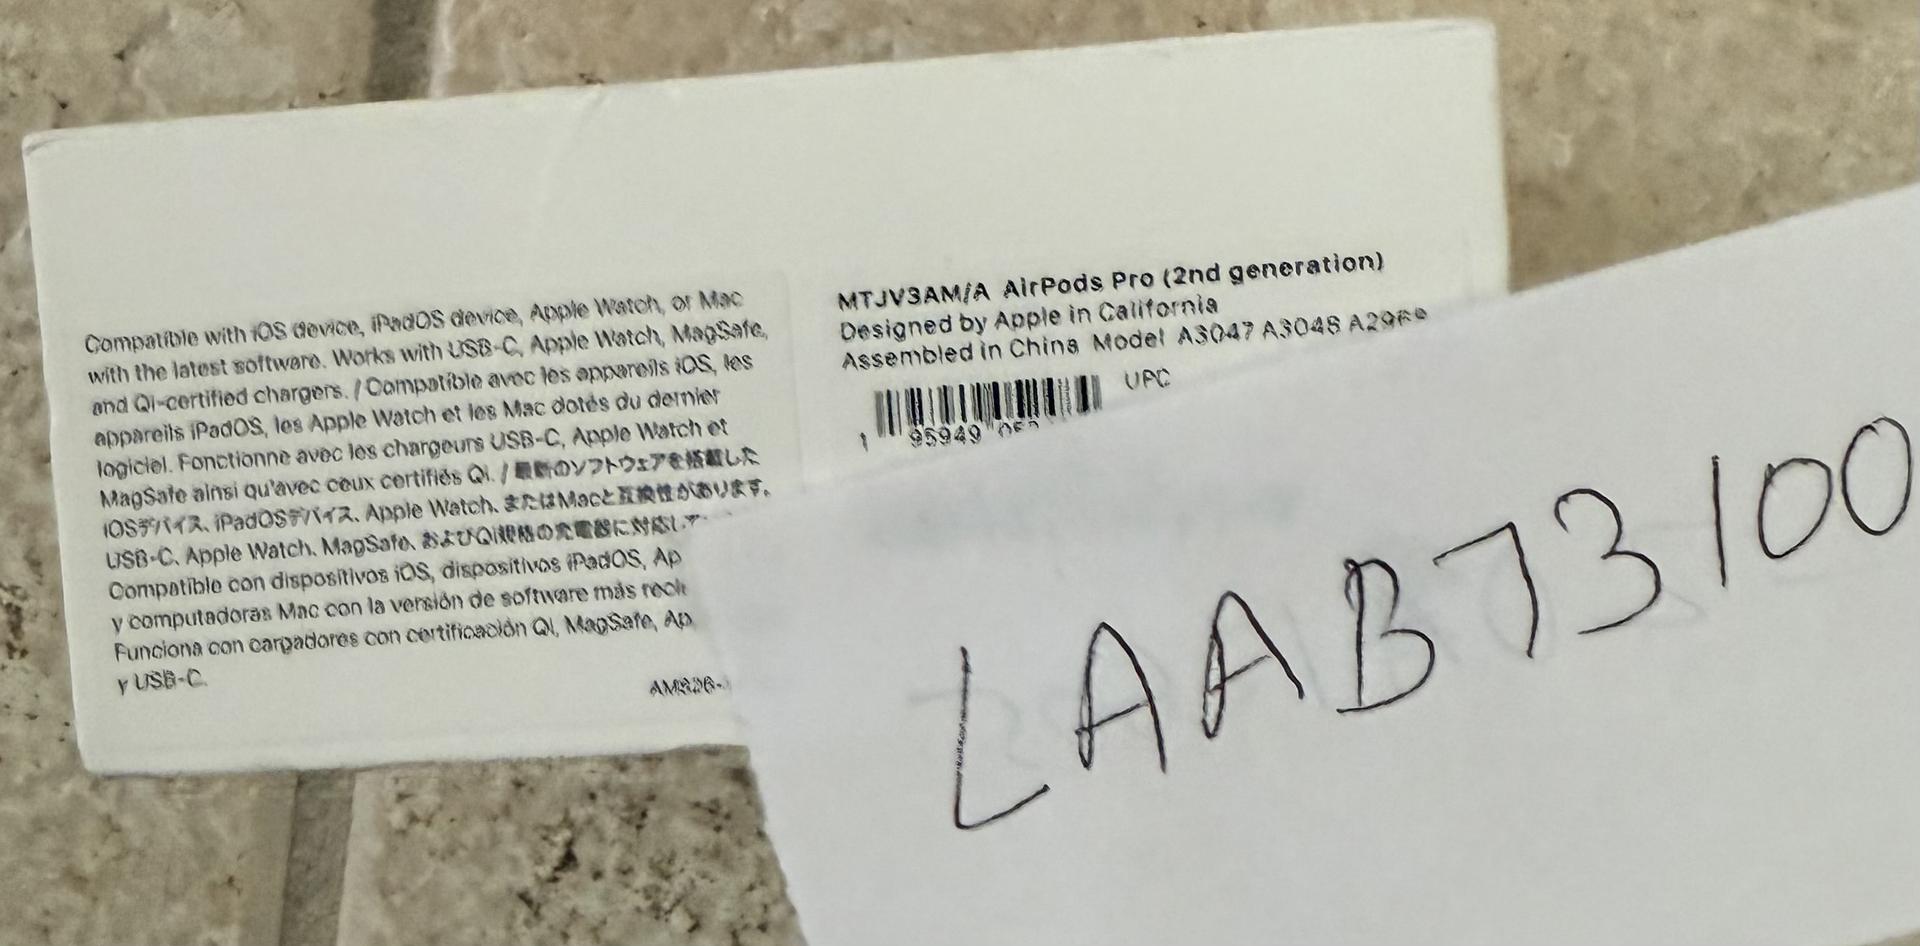 Compatible with iOS device, iPadOS device, Apple Watch, or Mac
with the latest software. Works with USB-C, Apple Watch, MagSafe,
and Qi-certified chargers. / Compatible avec les appareils iOS, les
appareils iPadOS, les Apple Watch et les Mac dotés du dernier
logiciel. Fonctionne avec les chargeurs USB-C, Apple Watch et
MagSafe ainsi qu'avec ceux certifiés Qi. / 最新のソフトウェアを搭載した
iOSデバイス、iPadOSデバイス、Apple Watch、またはMacと互換性があります。
USB-C、Apple Watch、MagSafe、およびQi規格の充電器に対応し
Compatible con dispositivos iOS, dispositivos iPadOS, Ap
y computadoras Mac con la versión de software más
Funciona con cargadores con certificación Qi, MagSafe, Ap
y USB-C.
MTJV3AM/A AirPods Pro (2nd generation)
Designed by Apple in California
Assembled in China Model A3047 A3048
UPC
1 95949
LAAB73100